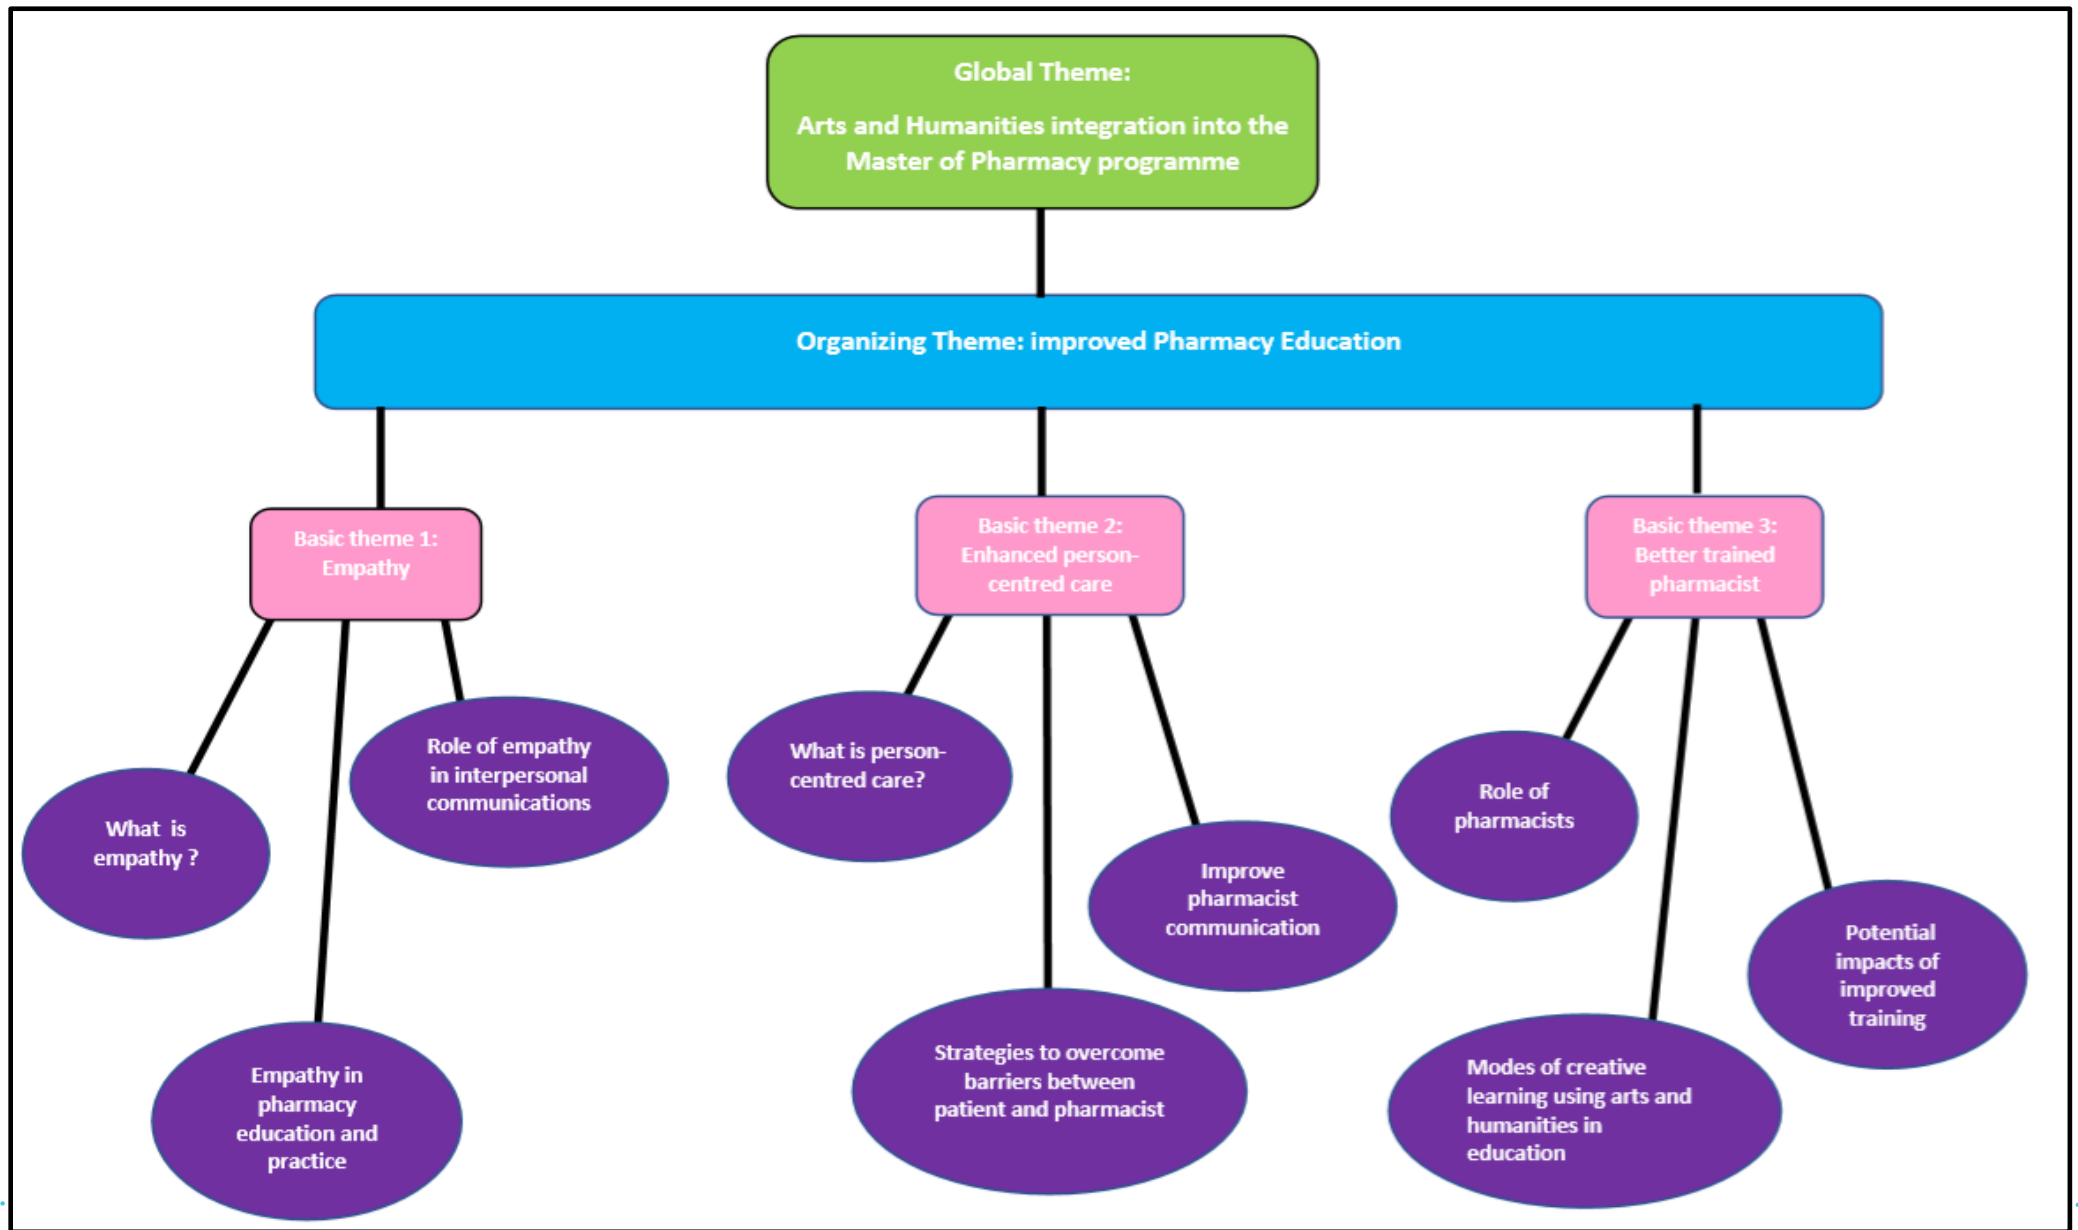 Global Theme:
Arts and Humanities integration into the
Master of Pharmacy programme
Organizing Theme: improved Pharmacy Education
Basic theme 1:
Empathy
Basic theme 2:
Enhanced person-
centred care
Basic theme 3:
Better trained
pharmacist
What  is
empathy ?
Empathy in
pharmacy
education and
practice
Role of empathy
in interpersonal
communications
What is person-
centred care?
Strategies to overcome
barriers between
patient and pharmacist
Improve
pharmacist
communication
Role of
pharmacists
Modes of creative
learning using arts and
humanities in
education
Potential
impacts of
improved
training